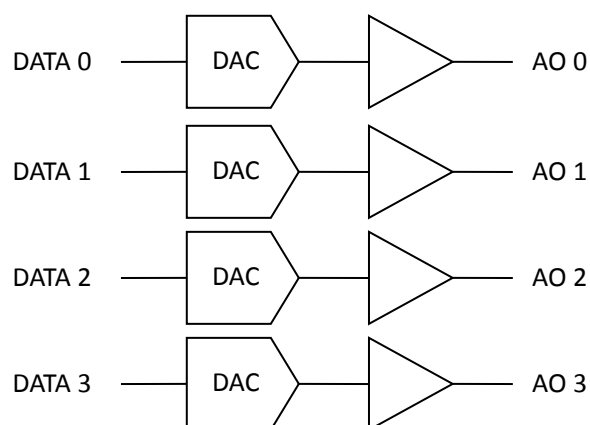 DATA 0 DAC AO 0
DATA 1 DAC AO 1
DATA 2 DAC AO 2
DATA 3 DAC AO 3